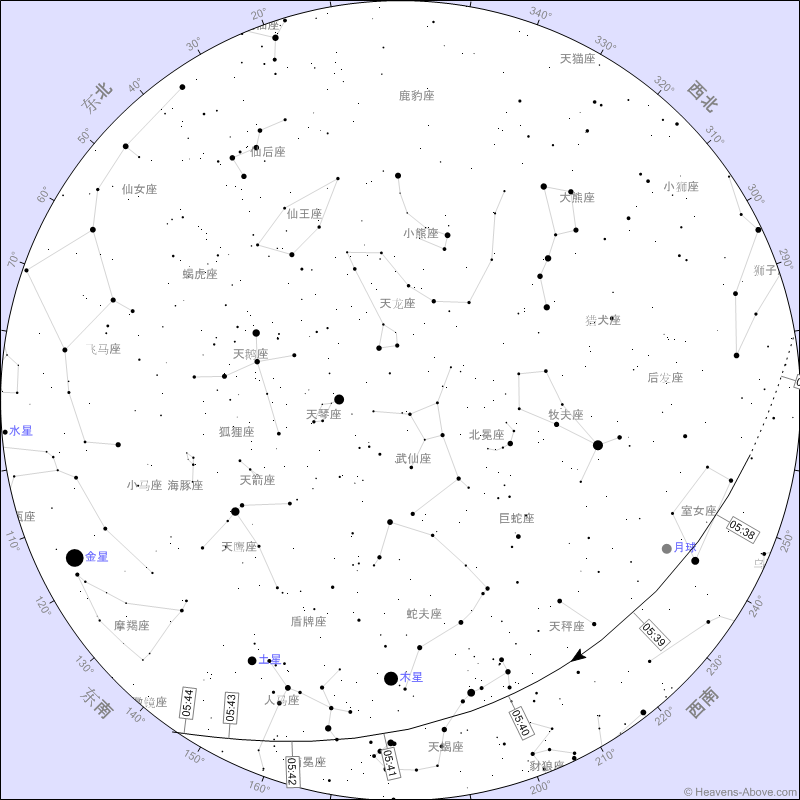 20°
340°
30°
天猫座
330°
40°
东北
鹿豹座
西北
320°
50°
仙后座
310°
60°
仙女座
仙王座
小熊座
大熊座
小狮座
300°
70°
蝎虎座
天龙座
狮子
290°
飞马座
天鹅座
猎犬座
后发座
狐狸座
天琴座
武仙座
北冕座
牧夫座
水星
小马座
海豚座
天箭座
巨蛇座
室女座
05:38
110°
金星
天鹰座
月球
250°
120°
摩羯座
盾牌座
蛇夫座
天秤座
05:39
240°
130°
土星
木星
230°
东南
人马座
西南
140°
05:44
05:43
05:40
220°
150°
05:42
冕座
05:41
天蝎座
豺狼座
210°
160°
200°
© Heavens-Above.com